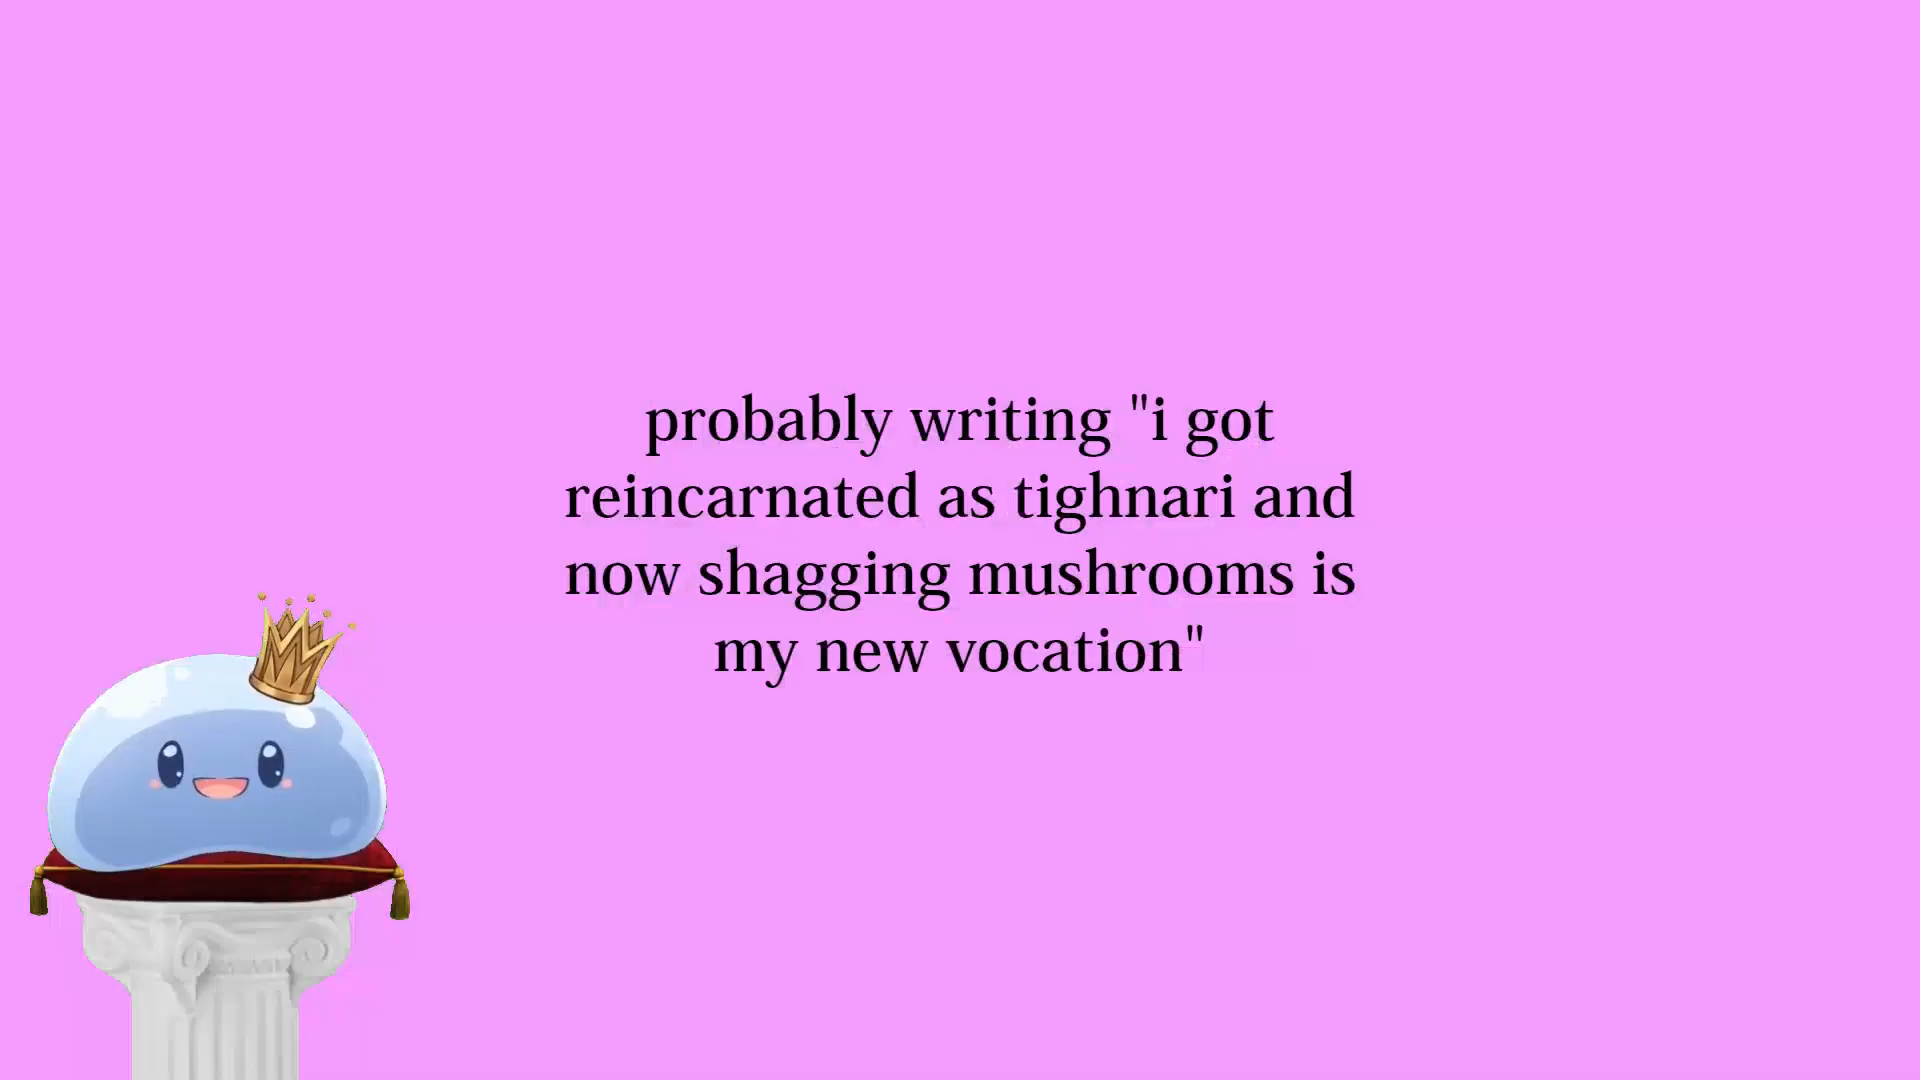 probably writing "i got
reincarnated as tighnari and
now shagging mushrooms is
my new vocation"